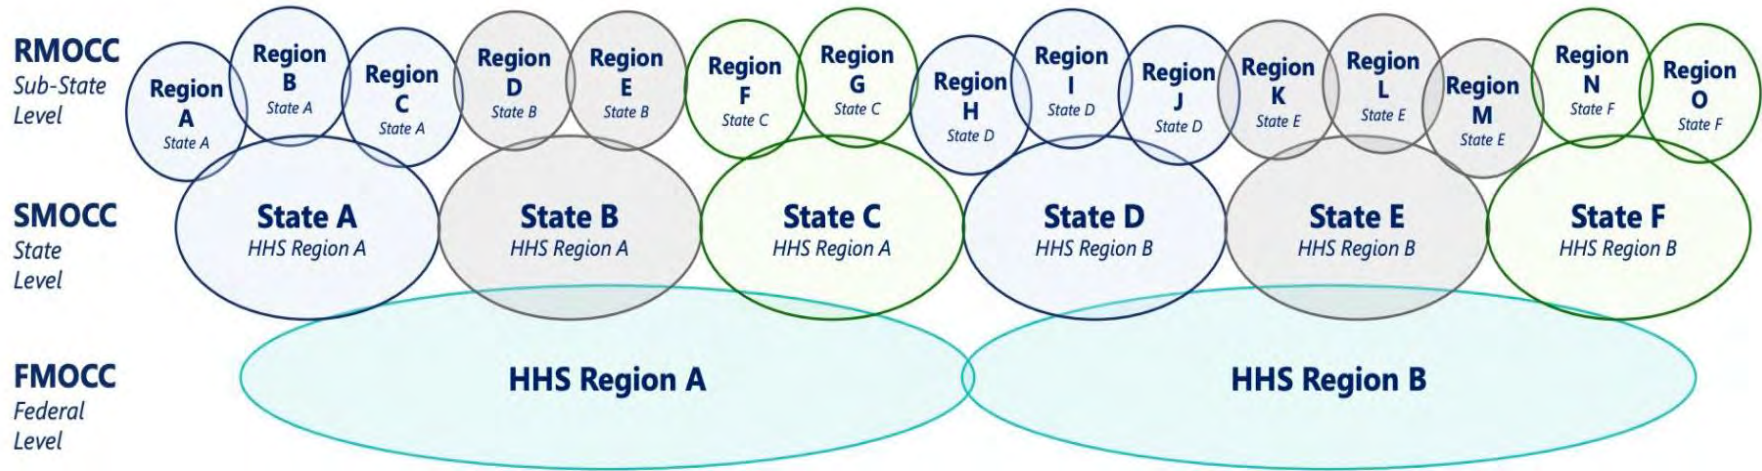 RMOCC
Sub-State
Level
Region
A
State A
Region
B
State A
Region
C
State A
Region
D
State B
Region
E
State B
Region
F
State C
Region
G
State C
Region
H
State D
Region
I
State D
Region
J
State D
Region
K
State E
Region
L
State E
Region
M
State E
Region
N
State F
Region
O
State F
SMOCC
State
Level
State A
HHS Region A
State B
HHS Region A
State C
HHS Region A
State D
HHS Region B
State E
HHS Region B
State F
HHS Region B
FMOCC
Federal
Level
HHS Region A
HHS Region B